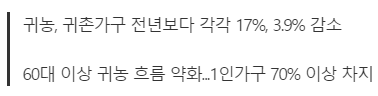 귀농, 귀촌가구 전년보다 각각 17%, 3.9% 감소
60대 이상 귀농 흐름 약화...1인가구 70% 이상 차지